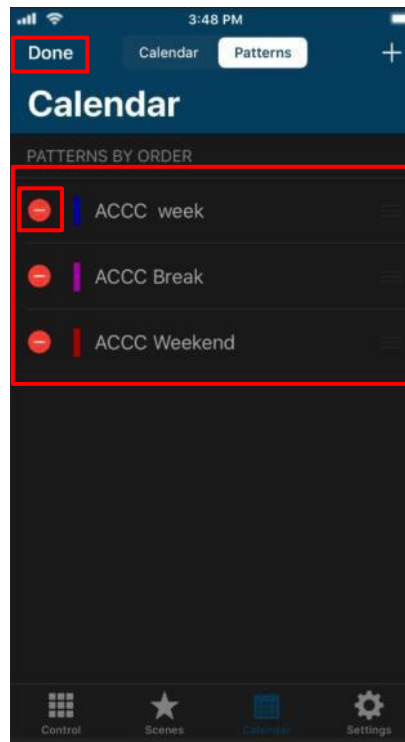 3:48 PM
Done Calendar Patterns +
Calendar
PATTERNS BY ORDER
ACCC week
ACCC Break
ACCC Weekend
Control Scenes Calendar Settings